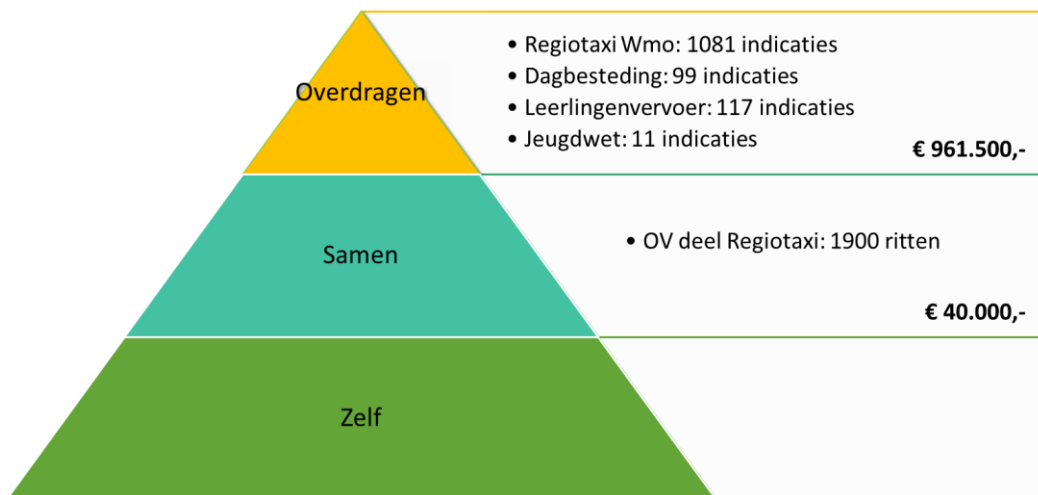 Overdragen
• Regiotaxi Wmo: 1081 indicaties
• Dagbesteding: 99 indicaties
• Leerlingenvervoer: 117 indicaties
• Jeugdwet: 11 indicaties
€ 961.500,-
Samen
• OV deel Regiotaxi: 1900 ritten
€ 40.000,-
Zelf